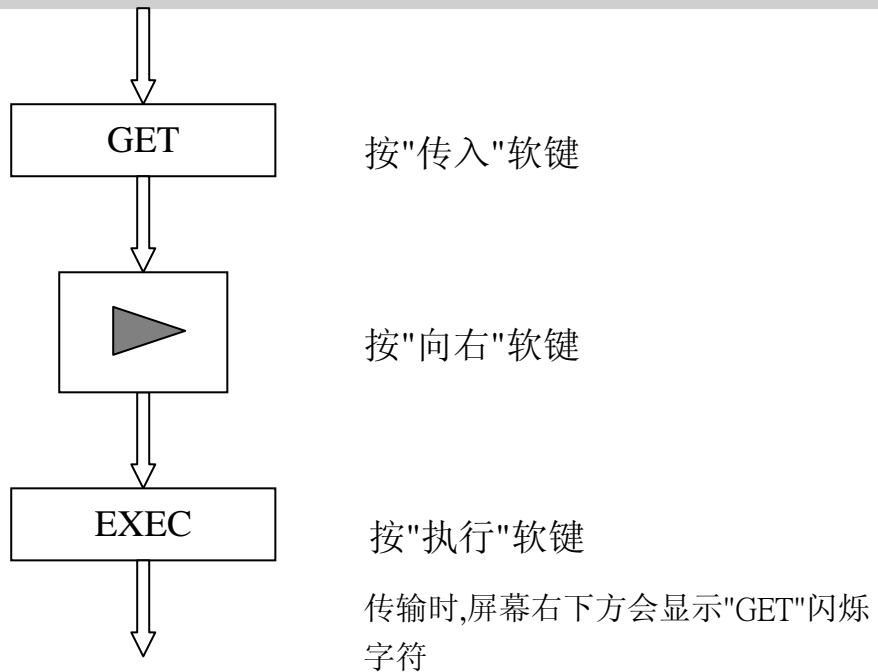 GET
按"传入"软键
按"向右"软键
EXEC
按"执行"软键
传输时,屏幕右下方会显示"GET"闪烁
字符